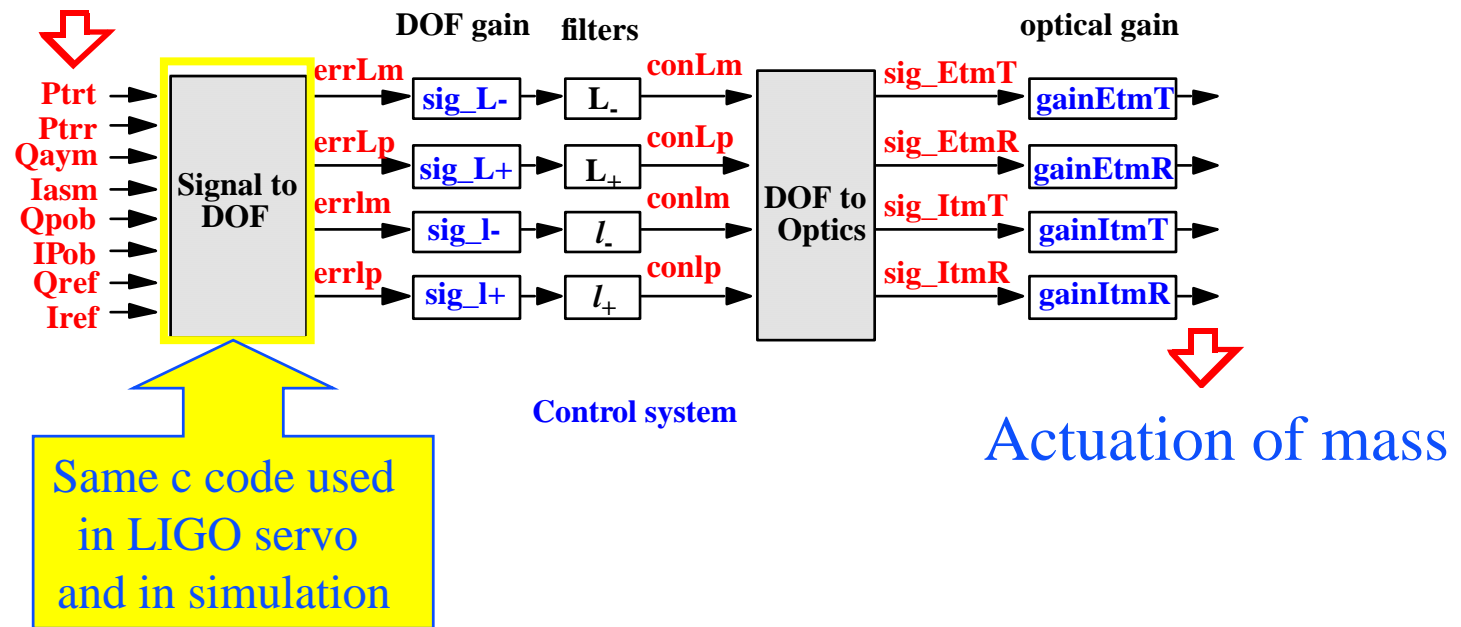 DOF gain filters optical gain
Ptrt
Ptrr
Qaym
Iasm
Qpob
IPob
Qref
Iref
Signal to
DOF
errLm
errLp
errlm
errlp
sig_L-
sig_L+
sig_l-
sig_l+
L-
L+
l-
l+
conLm
conLp
conlm
conlp
DOF to
Optics
sig_EtmT
sig_EtmR
sig_ItmT
sig_ItmR
gainEtmT
gainEtmR
gainItmT
gainItmR
Control system
Actuation of mass
Same c code used
in LIGO servo
and in simulation